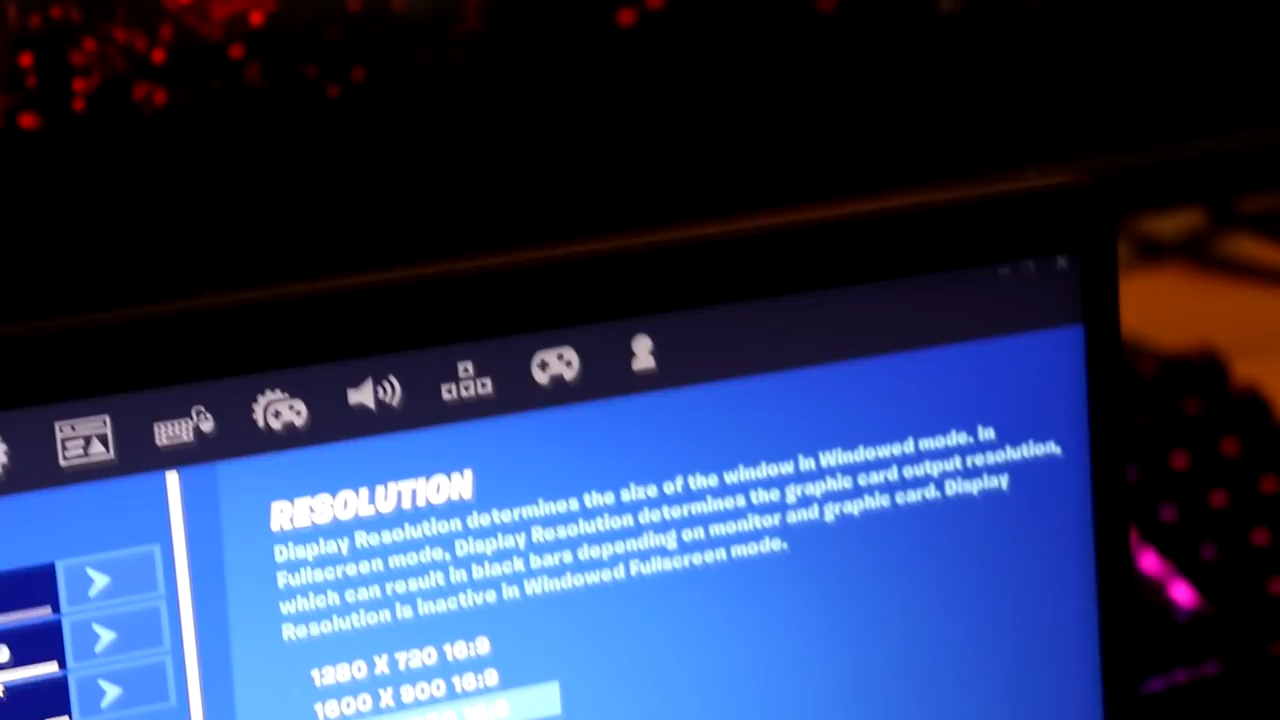 RESOLUTION
Display Resolution determines the size of the window in Windowed mode. In
Fullscreen mode, Display Resolution determines the graphic card output resolution,
which can result in black bars depending on monitor and graphic card. Display
Resolution is inactive in Windowed Fullscreen mode.
1280 X 720 16:9
1600 X 900 16:9